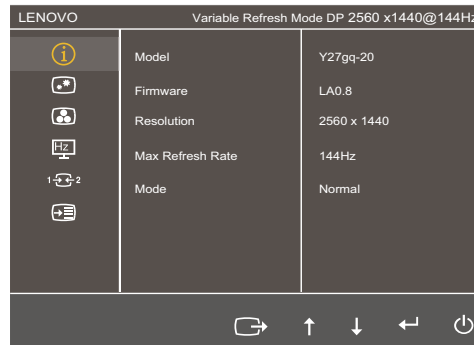 LENOVO Variable Refresh Mode DP 2560 x1440@144Hz
Model Y27gq-20
Firmware LA0.8
Resolution 2560 x 1440
Hz
Max Refresh Rate 144Hz
1 2
Mode Normal